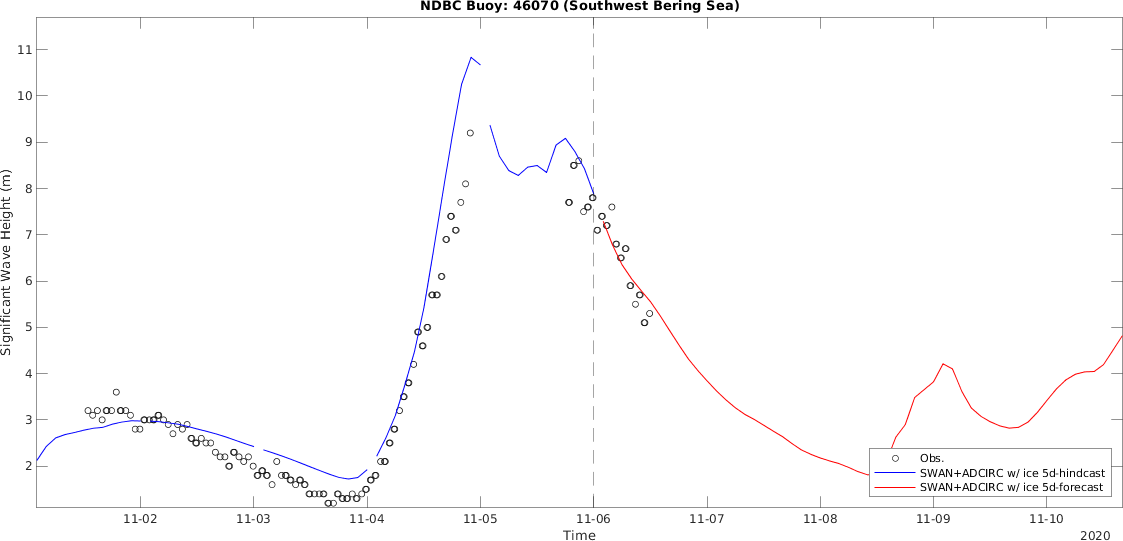 NDBC Buoy: 46070 (Southwest Bering Sea)
Significant Wave Height (m)
11
10
9
8
7
6
5
4
3
2
Obs.
SWAN+ADCIRC w/ ice 5d-hindcast
SWAN+ADCIRC w/ ice 5d-forecast
11-02 11-03 11-04 11-05 11-06 11-07 11-08 11-09 11-10
Time
2020